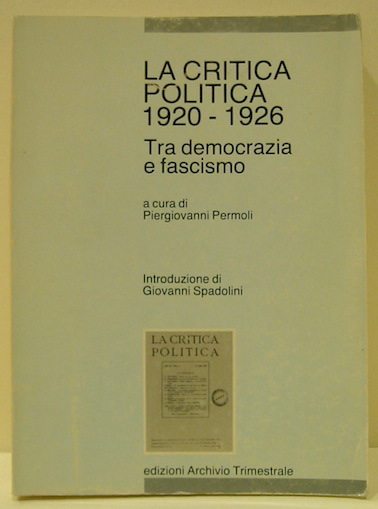 LA CRITICA
POLITICA
1920 - 1926
Tra democrazia
e fascismo
a cura di
Piergiovanni Permoli
Introduzione di
Giovanni Spadolini
LA CRITICA
POLITICA
edizioni Archivio Trimestrale